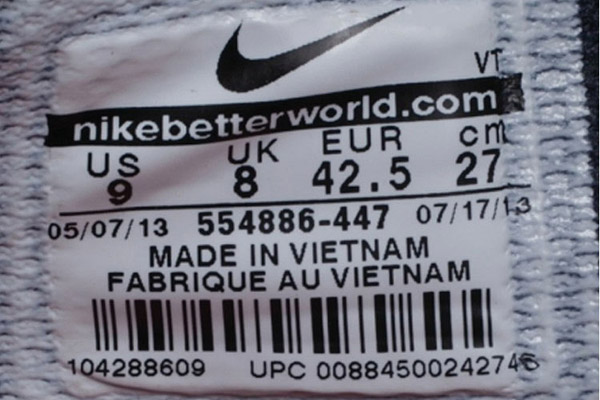 VT
nikebetterworld.com
US UK EUR cm
9 8 42.5 27
05/07/13 554886-447 07/17/13
MADE IN VIETNAM
FABRIQUE AU VIETNAM
104288609 UPC 00884500242746